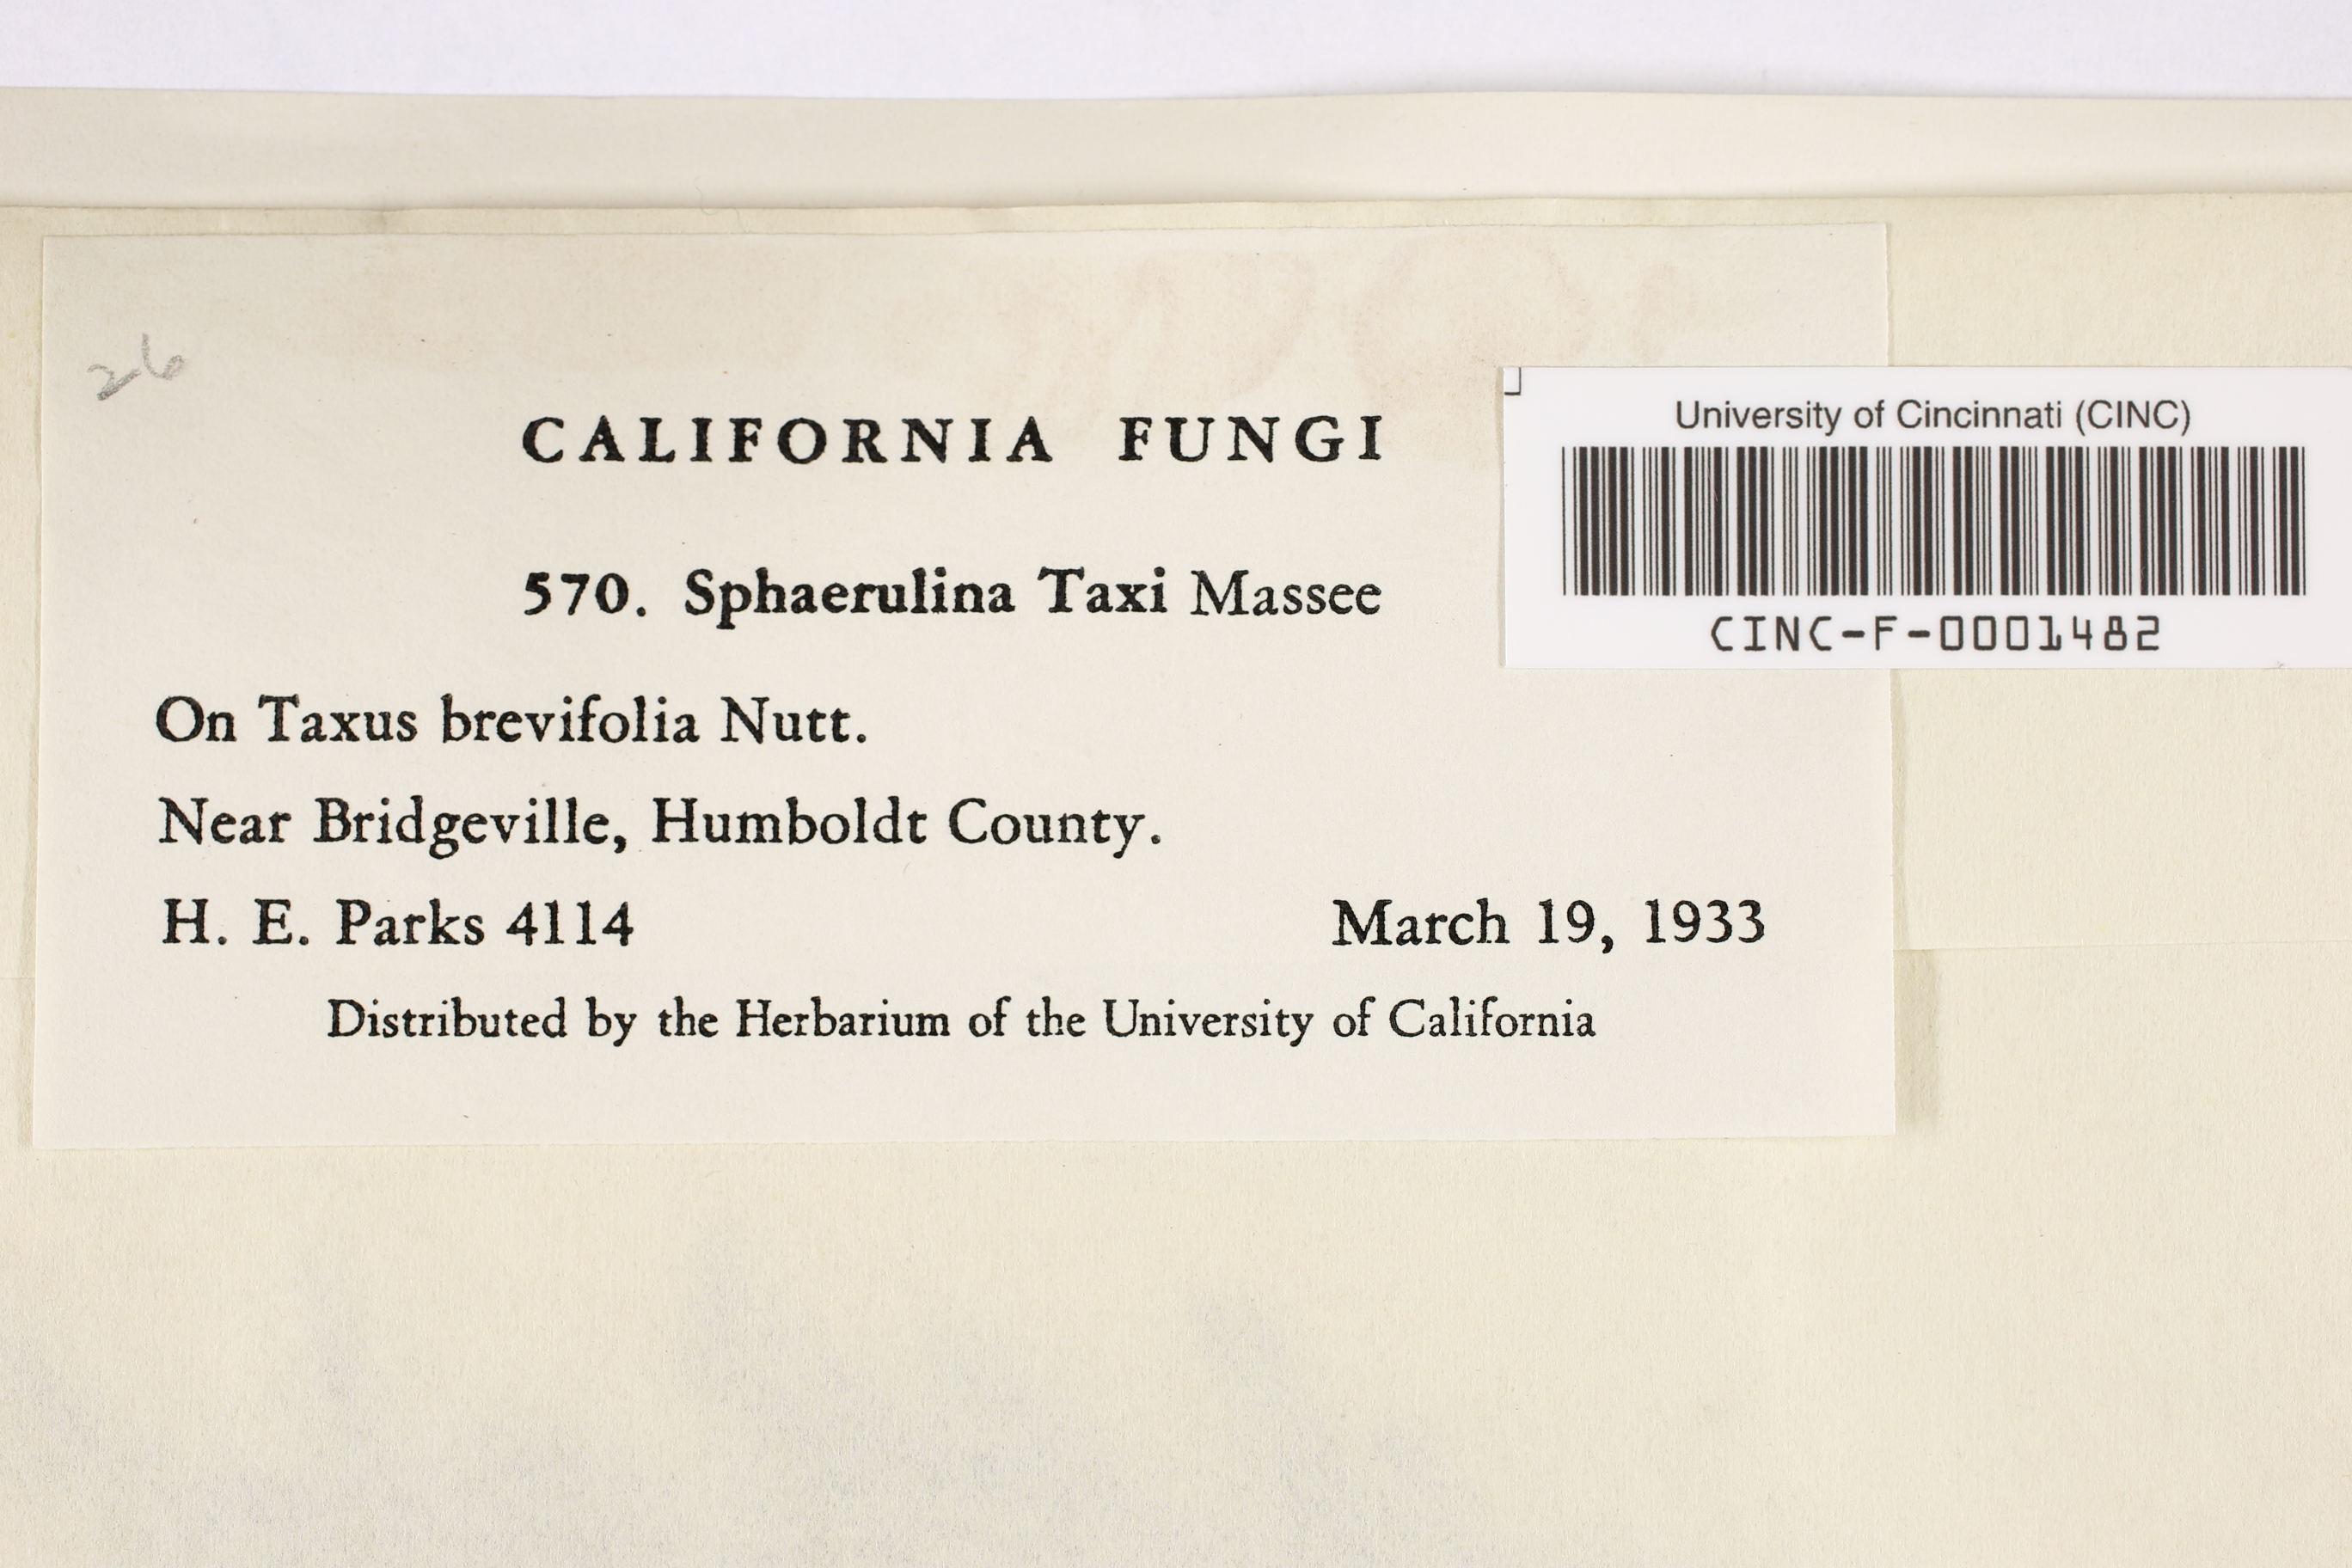 26
CALIFORNIA FUNGI
University of Cincinnati (CINC)
CINC-F-0001482
570. Sphaerulina Taxi Massee
On Taxus brevifolia Nutt.
Near Bridgeville, Humboldt County.
H. E. Parks 4114 March 19, 1933
Distributed by the Herbarium of the University of California